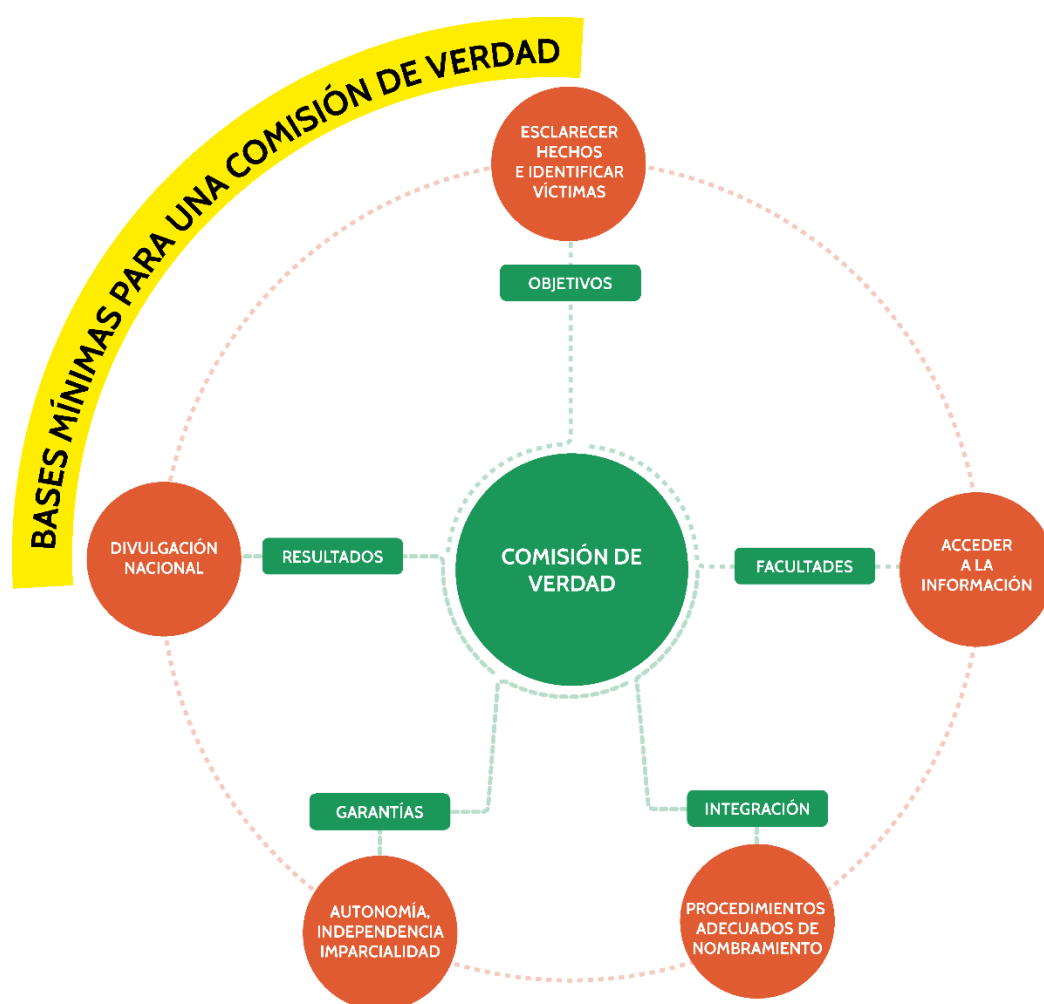 BASES MÍNIMAS PARA UNA COMISIÓN DE VERDAD
ESCLARECER
HECHOS
E IDENTIFICAR
VÍCTIMAS
OBJETIVOS
COMISIÓN DE
VERDAD
FACULTADES
ACCEDER
A LA
INFORMACIÓN
INTEGRACIÓN
PROCEDIMIENTOS
ADECUADOS DE
NOMBRAMIENTO
GARANTÍAS
AUTONOMÍA,
INDEPENDENCIA
IMPARCIALIDAD
RESULTADOS
DIVULGACIÓN
NACIONAL